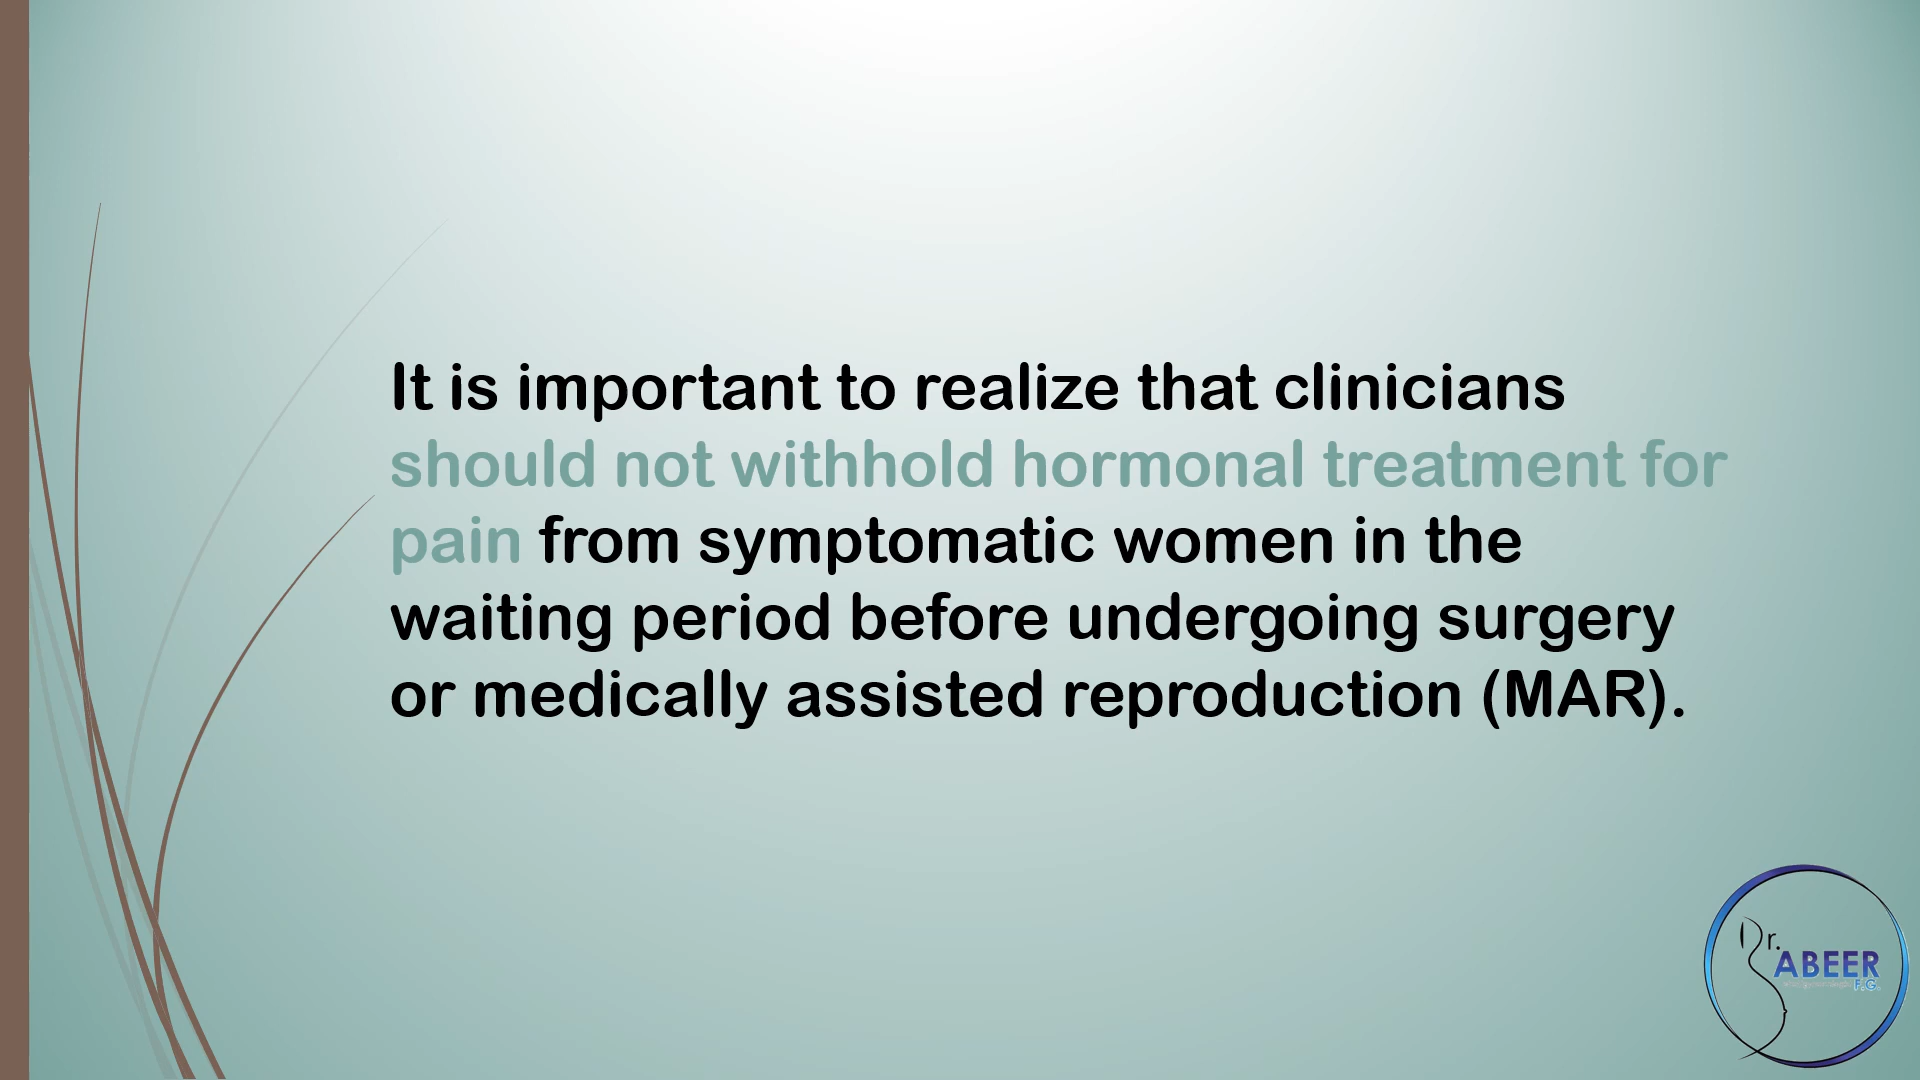 It is important to realize that clinicians
should not withhold hormonal treatment for
pain from symptomatic women in the
waiting period before undergoing surgery
or medically assisted reproduction (MAR).
Dr.
ABEER
F.G.